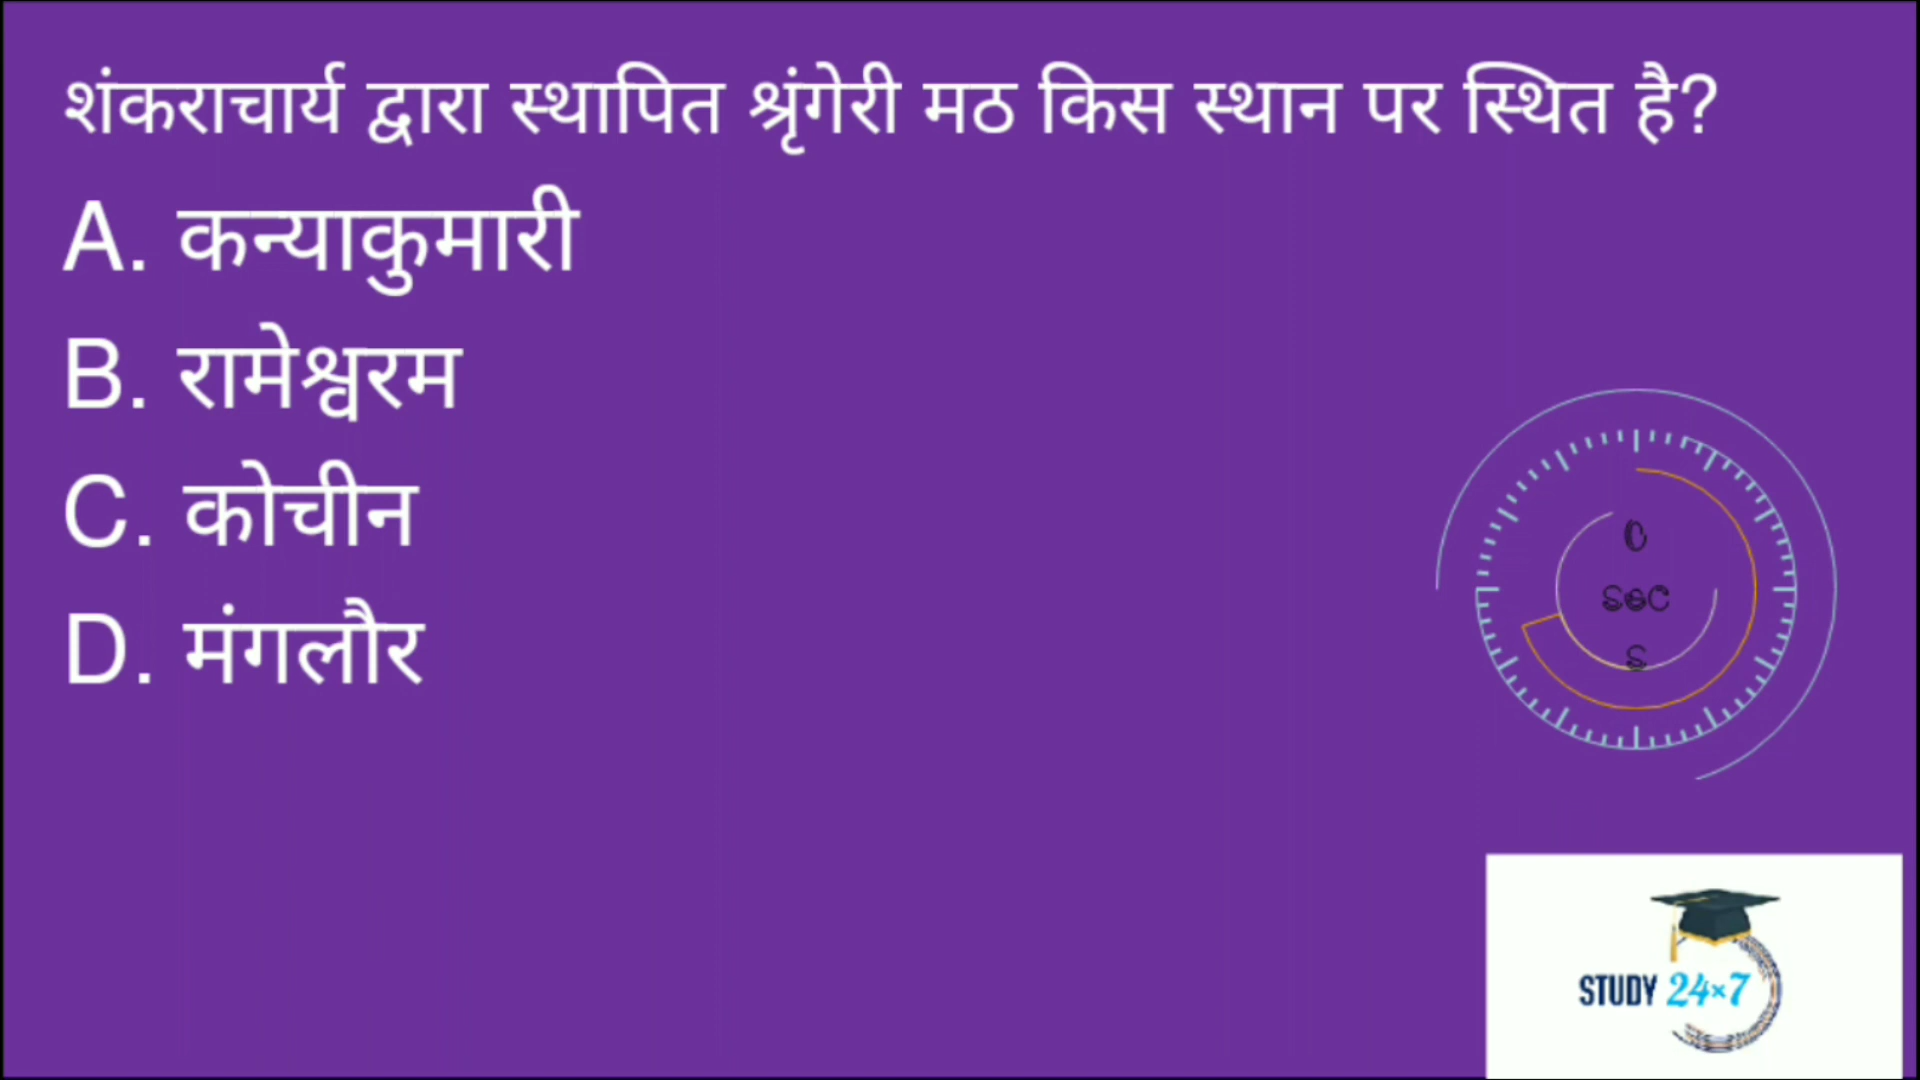 शंकराचार्य द्वारा स्थापित श्रृंगेरी मठ किस स्थान पर स्थित है?
A. कन्याकुमारी
B. रामेश्वरम
C. कोचीन
D. मंगलौर
0
sec
s
STUDY 24×7